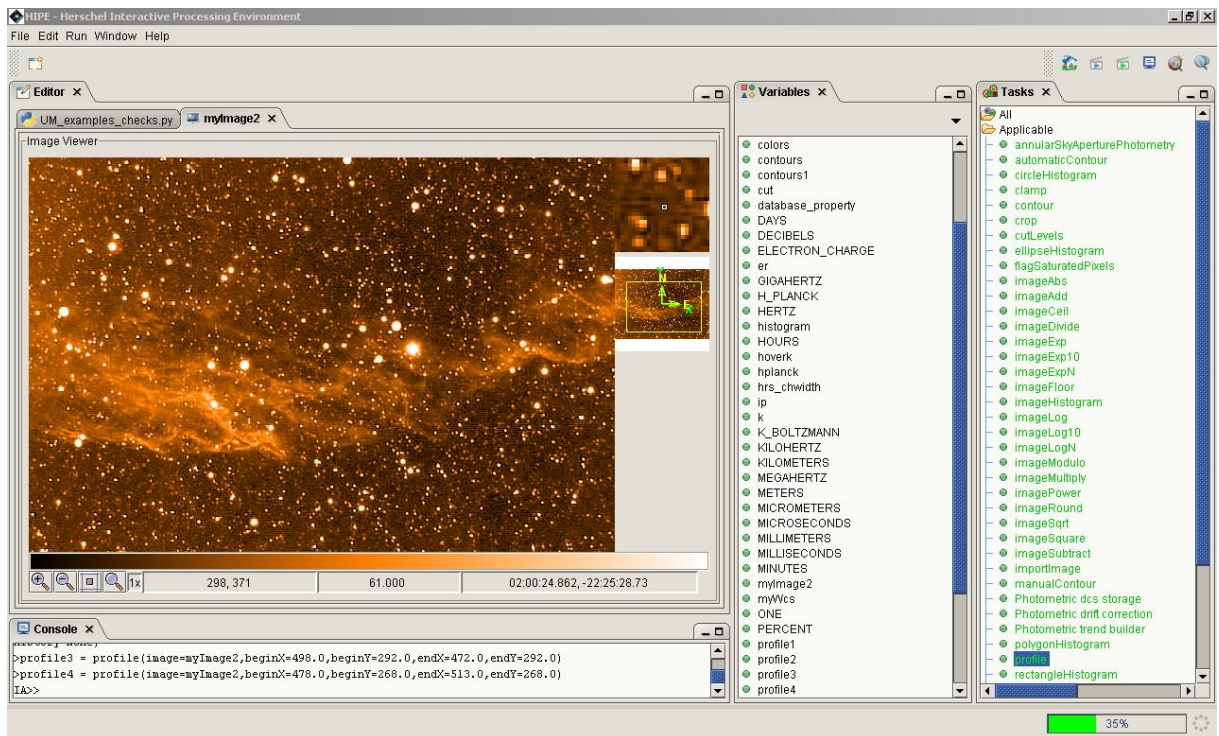 HIPE - Herschel Interactive Processing Environment
File Edit Run Window Help
Editor
UM_examples_checks.py myImage2
Image Viewer
N
E
1x 298, 371 61.000 02:00:24.862, -22:25:28.73
Console
>profile3 = profile(image=myImage2,beginX=498.0,beginY=292.0,endX=472.0,endY=292.0)
>profile4 = profile(image=myImage2,beginX=478.0,beginY=268.0,endX=513.0,endY=268.0)
IA>>
Variables
colors
contours
contours1
cut
database_property
DAYS
DECIBELS
ELECTRON_CHARGE
er
GIGAHERTZ
H_PLANCK
HERTZ
histogram
HOURS
hoverk
hplanck
hrs_chwidth
ip
k
K_BOLTZMANN
KILOHERTZ
KILOMETERS
MEGAHERTZ
METERS
MICROMETERS
MICROSECONDS
MILLIMETERS
MILLISECONDS
MINUTES
myImage2
myWcs
ONE
PERCENT
profile1
profile2
profile3
profile4
Tasks
All
Applicable
annularSkyAperturePhotometry
automaticContour
circleHistogram
clamp
contour
crop
cutLevels
ellipseHistogram
flagSaturatedPixels
imageAbs
imageAdd
imageCeil
imageDivide
imageExp
imageExp10
imageExpN
imageFloor
imageHistogram
imageLog
imageLog10
imageLogN
imageModulo
imageMultiply
imagePower
imageRound
imageSqrt
imageSquare
imageSubtract
importImage
manualContour
Photometric dcs storage
Photometric drift correction
Photometric trend builder
polygonHistogram
profile
rectangleHistogram
35%